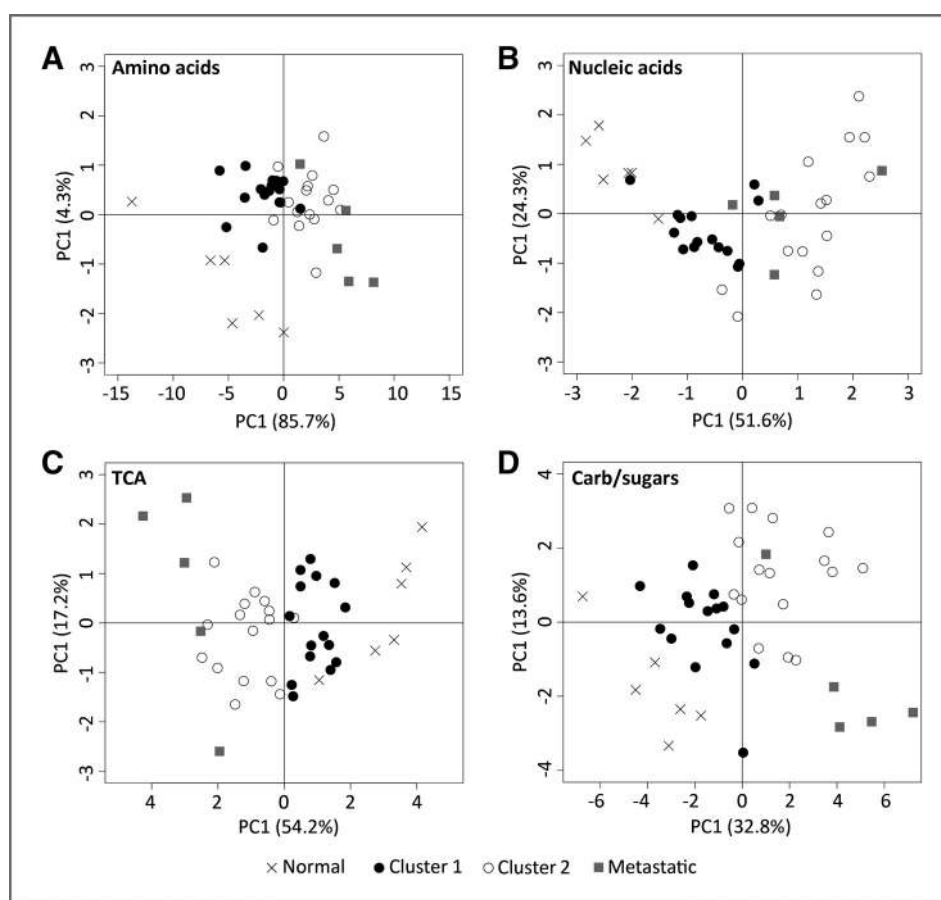 A
Amino acids
3
2
1
0
-1
-2
-3
PC1 (4.3%)
-15 -10 -5 0 5 10 15
PC1 (85.7%)
B
Nucleic acids
3
2
1
0
-1
-2
-3
PC1 (24.3%)
-3 -2 -1 0 1 2 3
PC1 (51.6%)
C
TCA
3
2
1
0
-1
-2
-3
PC1 (17.2%)
4 2 0 2 4
PC1 (54.2%)
D
Carb/sugars
4
2
0
-2
-4
PC1 (13.6%)
-6 -4 -2 0 2 4 6
PC1 (32.8%)
Normal Cluster 1 Cluster 2 Metastatic